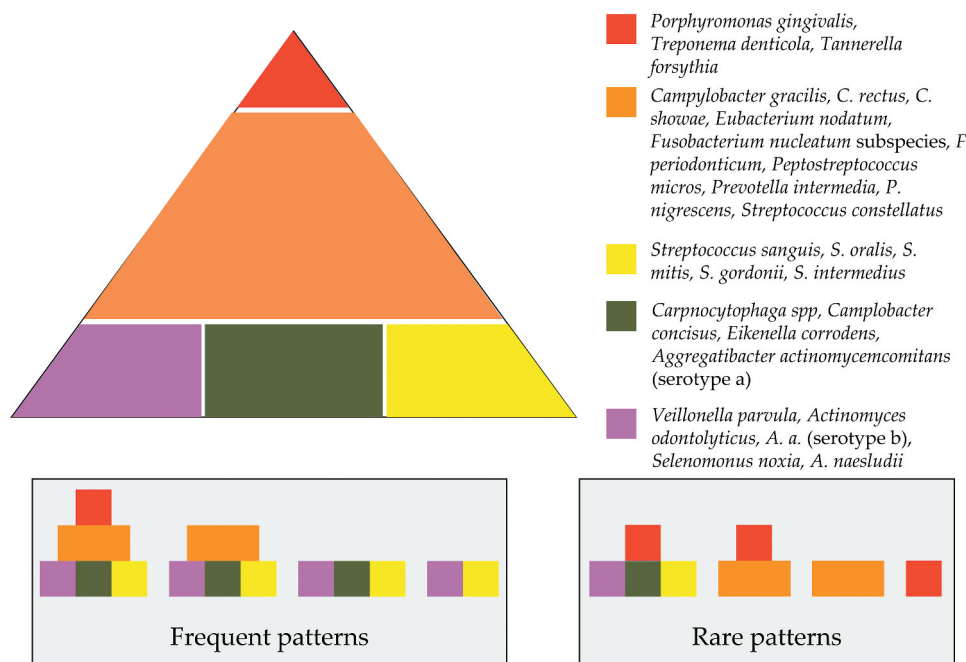 Porphyromonas gingivalis,
Treponema denticola, Tannerella
forsythia
Campylobacter gracilis, C. rectus, C.
showae, Eubacterium nodatum,
Fusobacterium nucleatum subspecies, F
periodonticum, Peptostreptococcus
micros, Prevotella intermedia, P.
nigrescens, Streptococcus constellatus
Streptococcus sanguis, S. oralis, S.
mitis, S. gordonii, S. intermedius
Carpnocytophaga spp, Camplobacter
concisus, Eikenella corrodens,
Aggregatibacter actinomycemcomitans
(serotype a)
Veillonella parvula, Actinomyces
odontolyticus, A. a. (serotype b),
Selenomonus noxia, A. naesludii
Frequent patterns
Rare patterns